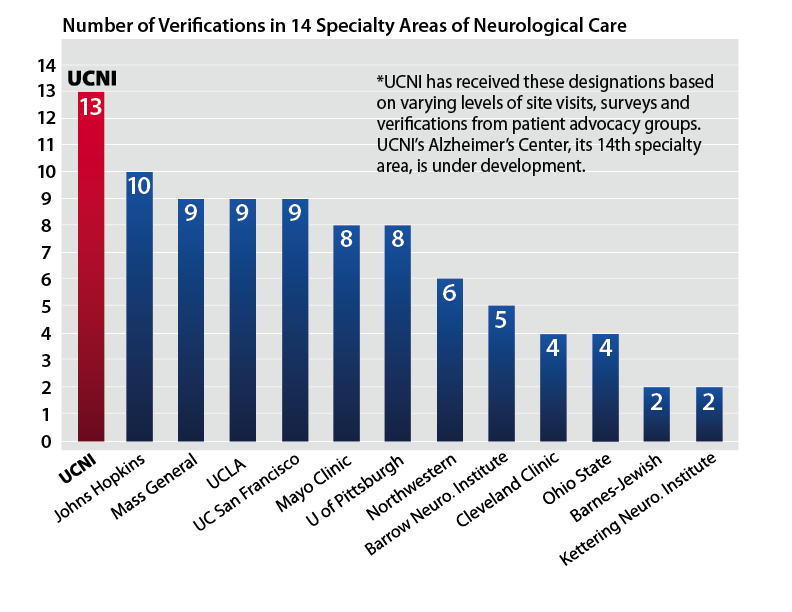 Number of Verifications in 14 Specialty Areas of Neurological Care
14
13
12
11
10
9
8
7
6
5
4
3
2
1
0
UCNI
*UCNI has received these designations based
on varying levels of site visits, surveys and
verifications from patient advocacy groups.
UCNI's Alzheimer's Center, its 14th specialty
area, is under development.
13
10
9
9
9
8
8
6
5
4
4
2
2
UCNI
Johns Hopkins
Mass General
UCLA
UC San Francisco
Mayo Clinic
U of Pittsburgh
Northwestern
Barrow Neuro. Institute
Cleveland Clinic
Ohio State
Barnes-Jewish
Kettering Neuro. Institute